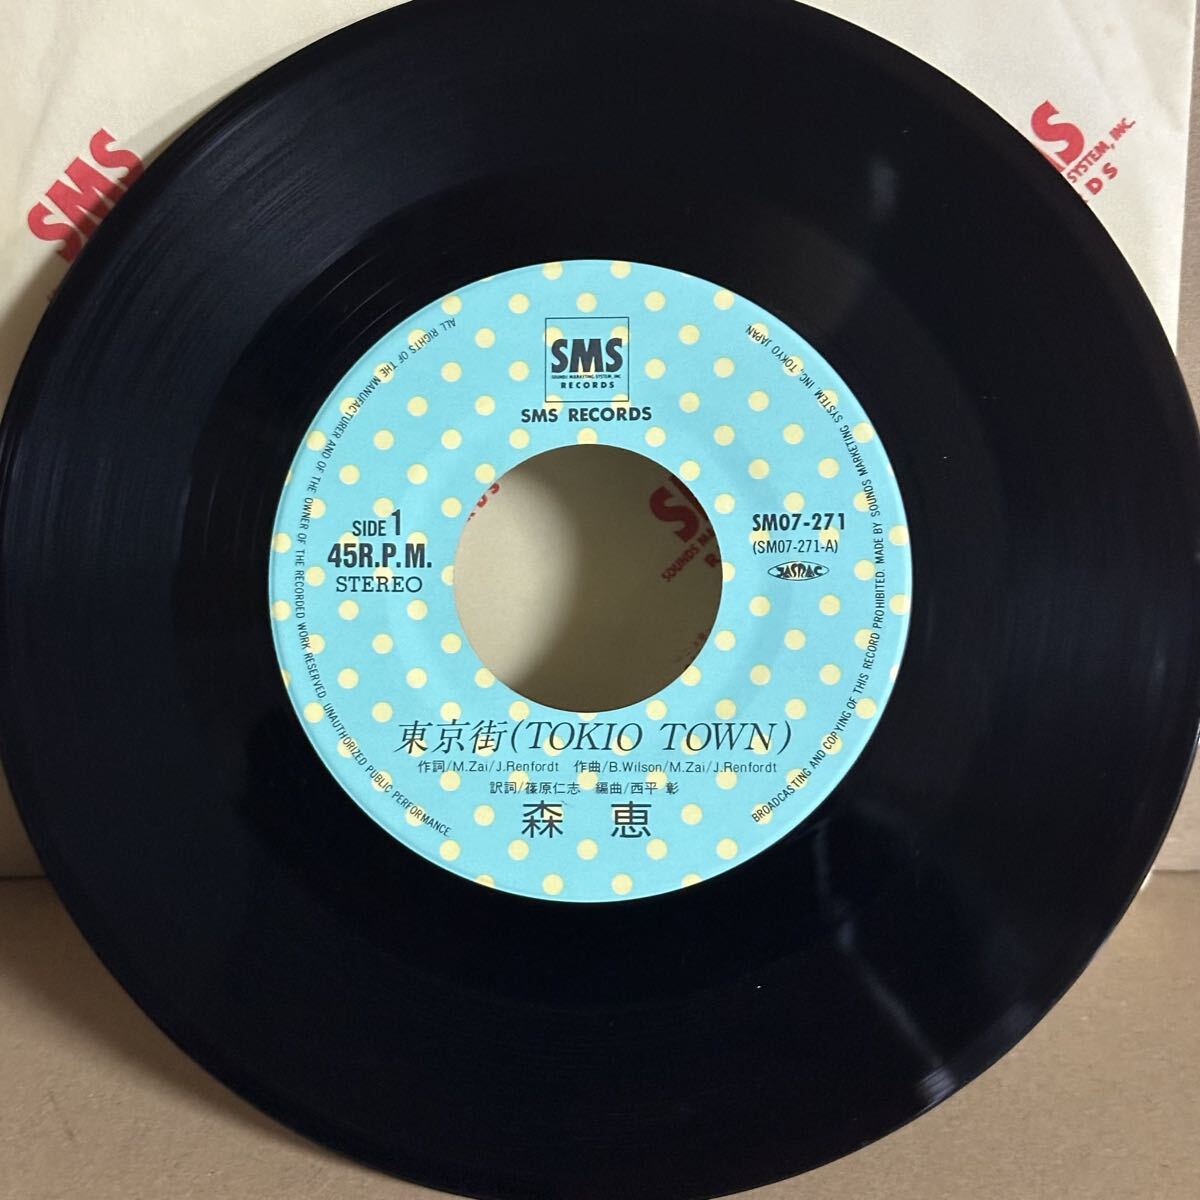 SMS
SYSTEM, INC.
SMS
SOUNDS MARKETING SYSTEM, INC
RECORDS
SMS RECORDS
SIDE 1
45R.P.M.
STEREO
SM07-271
(SM07-271-A)
JASRAC
東京街(TOKIO TOWN)
作詞/M.Zai/J.Renfordt 作曲/B.Wilson/M.Zai/J.Renfordt
訳詞/篠原仁志 編曲/西平 彰
森 恵
ALL RIGHTS OF THE MANUFACTURER AND OF THE OWNER OF THE RECORDED WORK RESERVED. UNAUTHORIZED PUBLIC PERFORMANCE.
BROADCASTING AND COPYING OF THIS RECORD PROHIBITED. MADE BY SOUNDS MARKETING SYSTEM, INC, TOKYO JAPAN